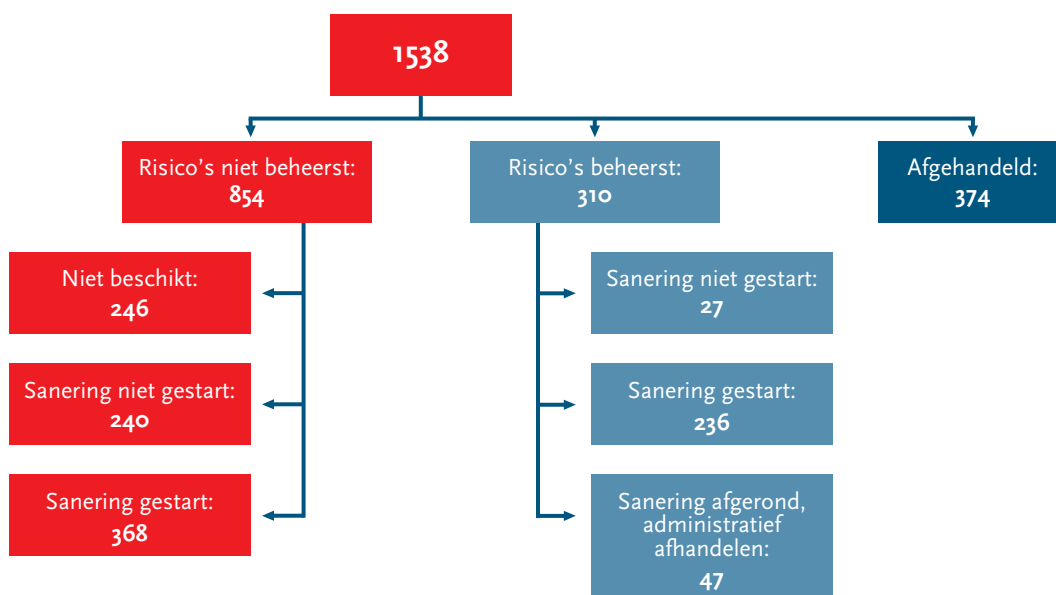 1538
Risico's niet beheerst:
854
Risico's beheerst:
310
Afgehandeld:
374
Niet beschikt:
246
Sanering niet gestart:
240
Sanering gestart:
368
Sanering niet gestart:
27
Sanering gestart:
236
Sanering afgerond,
administratief
afhandelen:
47